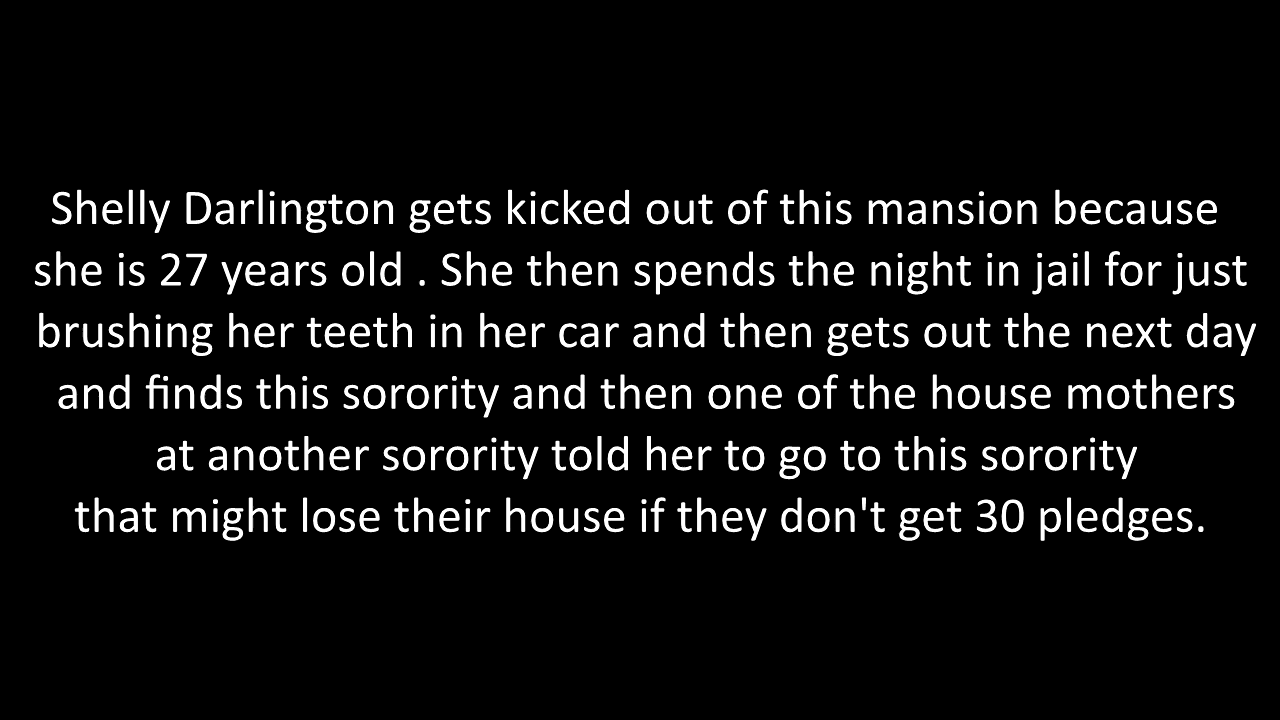 Shelly Darlington gets kicked out of this mansion because
she is 27 years old . She then spends the night in jail for just
brushing her teeth in her car and then gets out the next day
and finds this sorority and then one of the house mothers
at another sorority told her to go to this sorority
that might lose their house if they don't get 30 pledges.